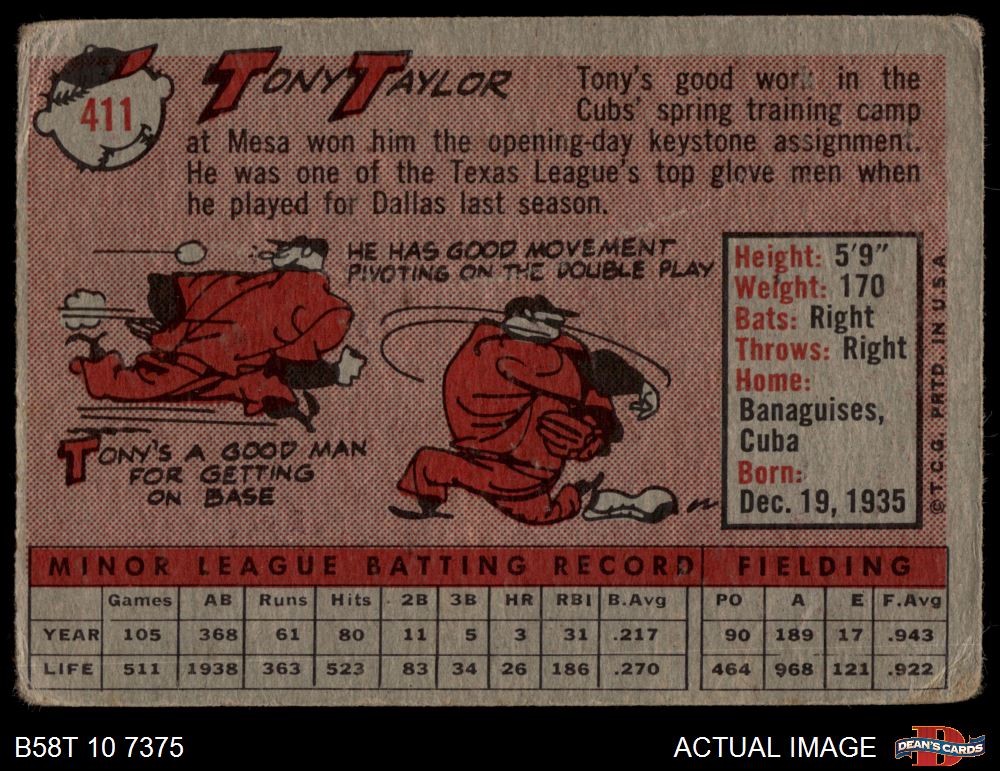 411
TONY TAYLOR
Tony's good work in the
Cubs' spring training camp
at Mesa won him the opening-day keystone assignment.
He was one of the Texas League's top glove men when
he played for Dallas last season.
HE HAS GOOD MOVEMENT
PIVOTING ON THE DOUBLE PLAY
TONY'S A GOOD MAN
FOR GETTING
ON BASE
Height: 5'9"
Weight: 170
Bats: Right
Throws: Right
Home:
Banaguises,
Cuba
Born:
Dec. 19, 1935
© T.C.G. PRTD. IN U.S.A.
MINOR LEAGUE BATTING RECORD FIELDING
Games AB Runs Hits 2B 3B HR RBI B.Avg PO A E F.Avg
YEAR 105 368 61 80 11 5 3 31 .217 90 189 17 .943
LIFE 511 1938 363 523 83 34 26 186 .270 464 968 121 .922
B58T 10 7375
ACTUAL IMAGE
DEAN'S CARDS